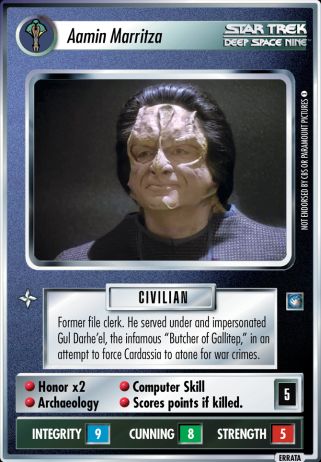 Aamin Marritza
STAR TREK
DEEP SPACE NINE
NOT ENDORSED BY CBS OR PARAMOUNT PICTURES
CIVILIAN
Former file clerk. He served under and impersonated
Gul Darhe'el, the infamous "Butcher of Gallitep," in an
attempt to force Cardassia to atone for war crimes.
Honor x2
Computer Skill
Archaeology
Scores points if killed.
5
INTEGRITY 9 CUNNING 8 STRENGTH 5
ERRATA